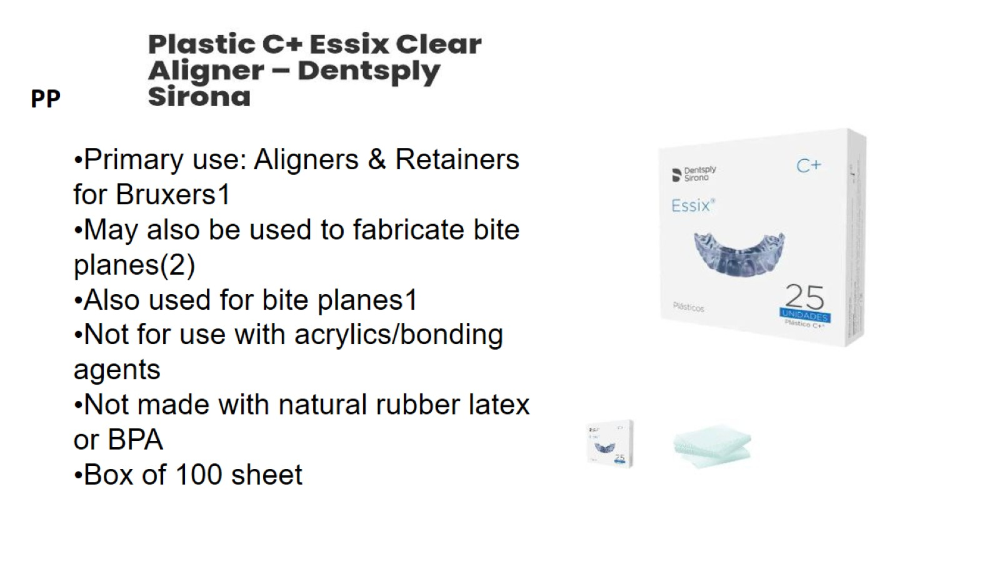 Plastic C+ Essix Clear
Aligner – Dentsply
Sirona
PP
•Primary use: Aligners & Retainers
for Bruxers1
•May also be used to fabricate bite
planes(2)
•Also used for bite planes1
•Not for use with acrylics/bonding
agents
•Not made with natural rubber latex
or BPA
•Box of 100 sheet
Dentsply
Sirona
C+
Essix®
25
UNIDADES
Plásticos
Plástico C+®